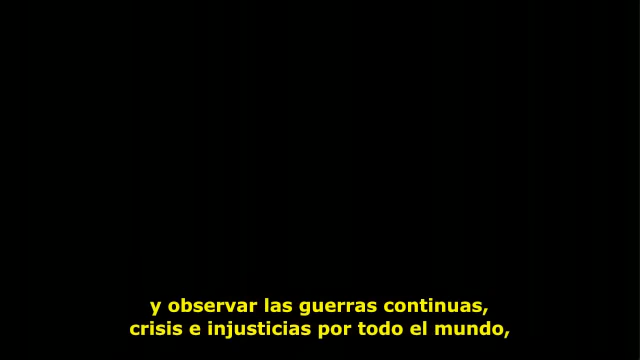 y observar las guerras continuas,
crisis e injusticias por todo el mundo,